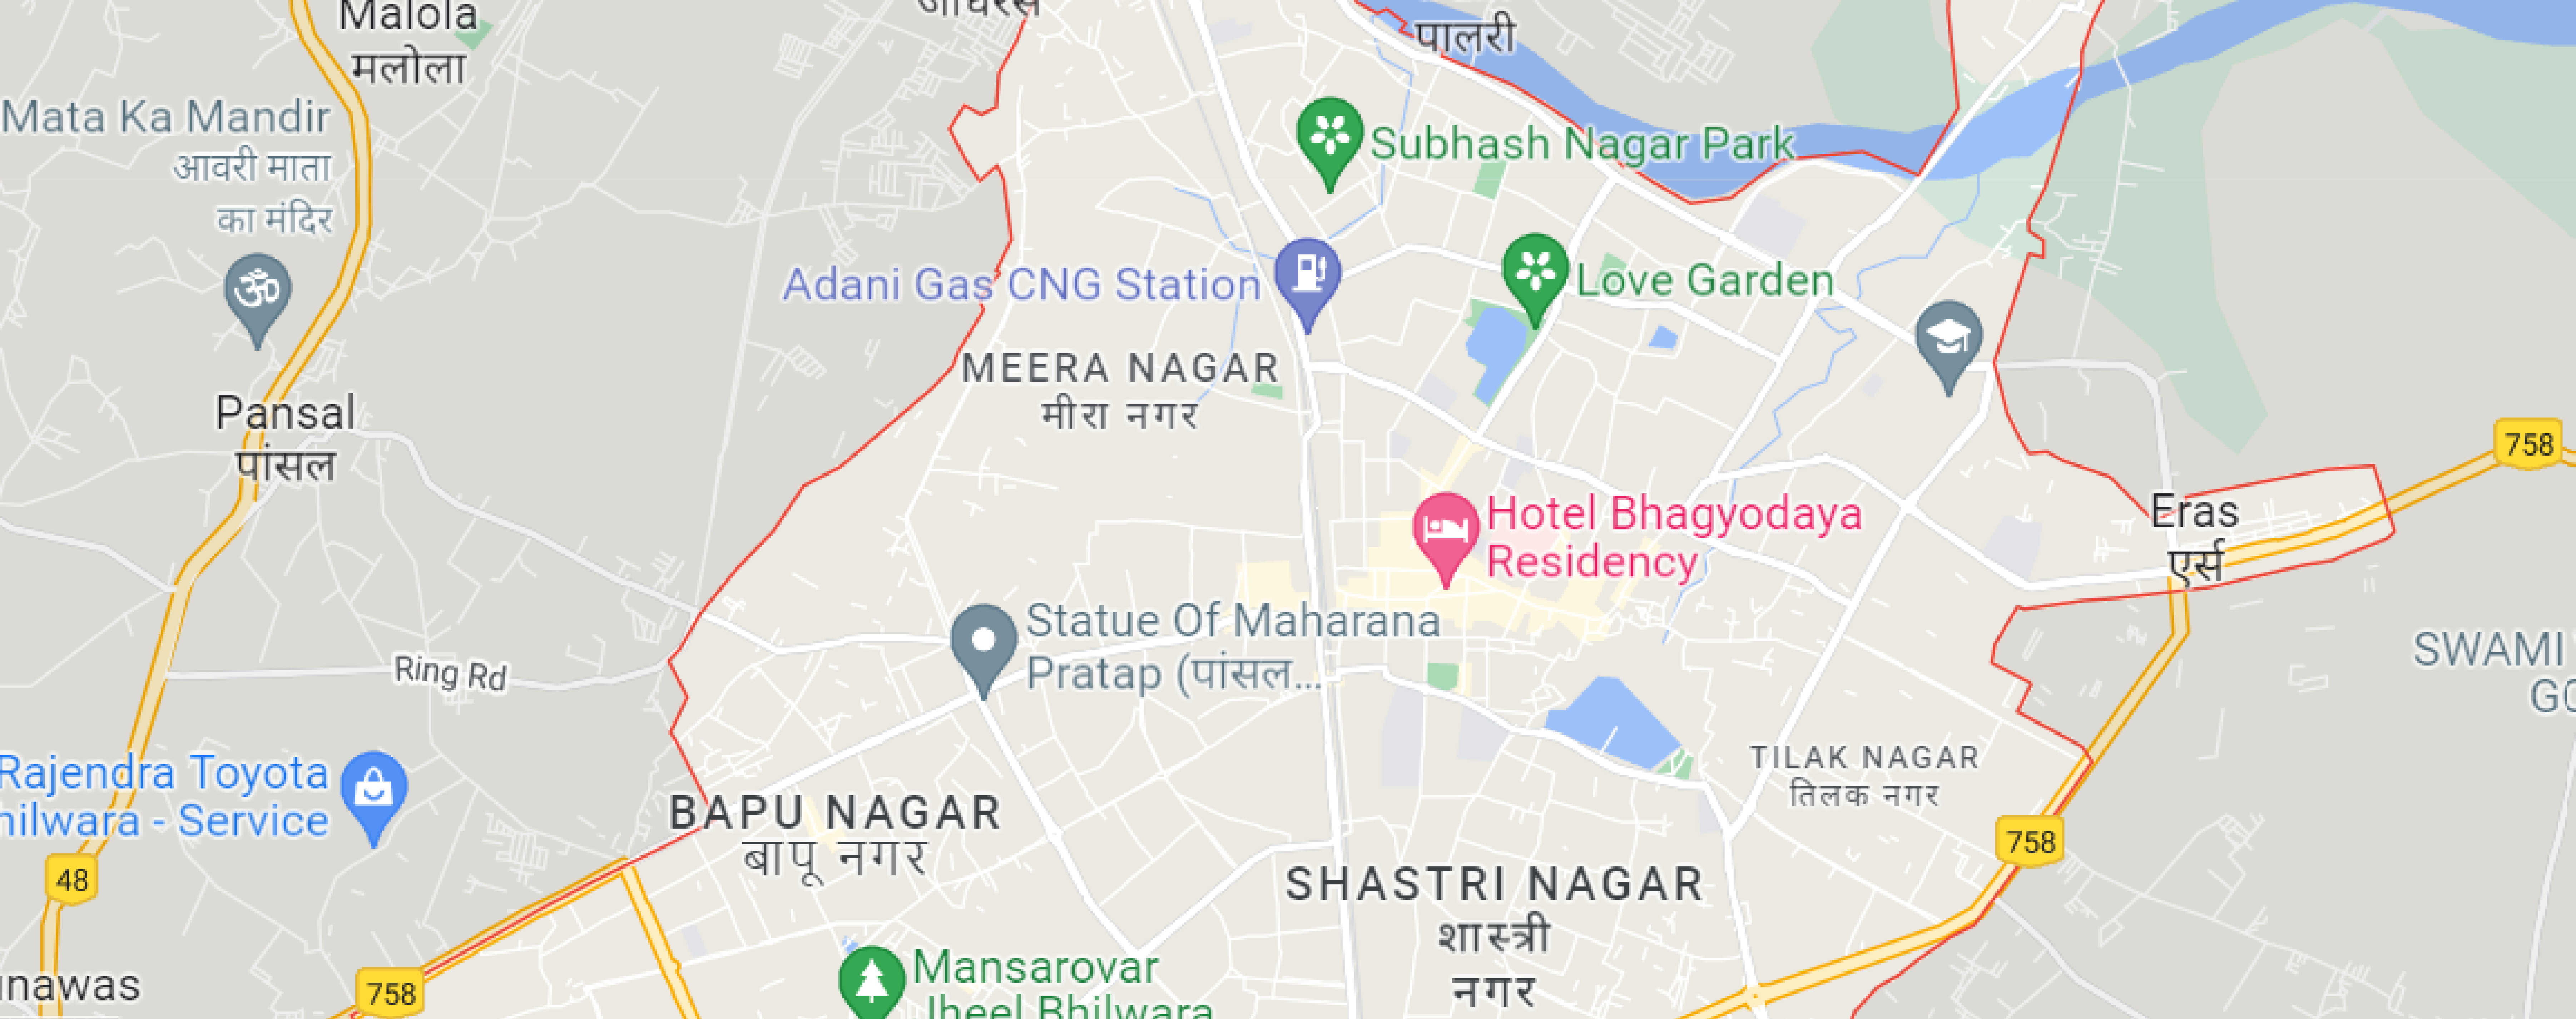 Malola
मलोला
पालरी
Mata Ka Mandir
आवरी माता
का मंदिर
Subhash Nagar Park
Adani Gas CNG Station
Love Garden
MEERA NAGAR
मीरा नगर
Pansal
पांसल
758
Hotel Bhagyodaya
Residency
Eras
एर्स
Statue Of Maharana
Pratap (पांसल...
Ring Rd
SWAMI
Rajendra Toyota
hilwara - Service
TILAK NAGAR
तिलक नगर
BAPU NAGAR
बापू नगर
758
48
SHASTRI NAGAR
शास्त्री
नगर
Mansarovar
Jheel Bhilwara
758
nawas